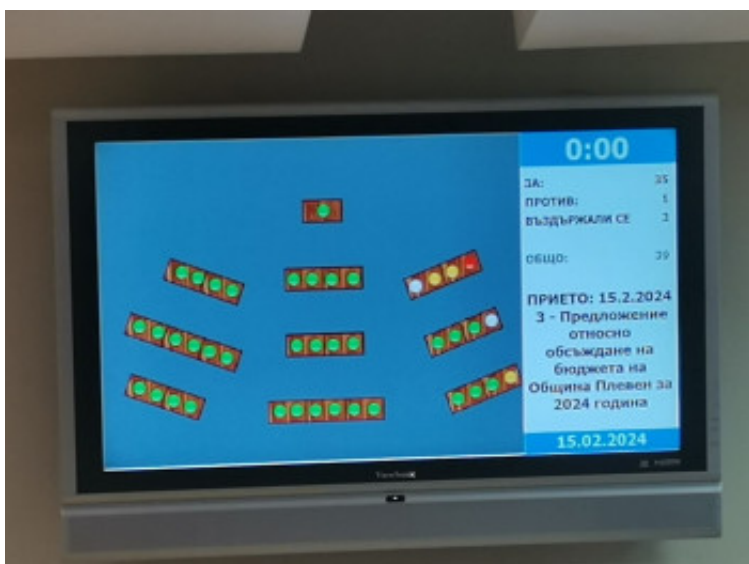 0:00
ЗА: 35
ПРОТИВ: 1
ВЪЗДЪРЖАЛИ СЕ 3
ОБЩО: 39
ПРИЕТО: 15.2.2024
3 - Предложение
относно
обсъждане на
бюджета на
Община Плевен за
2024 година
15.02.2024
ViewSonic